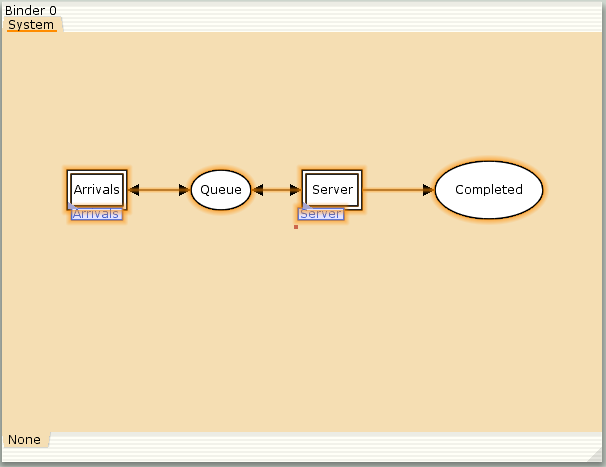 Binder 0
System
Arrivals
Queue
Server
Completed
Arrivals
Server
None